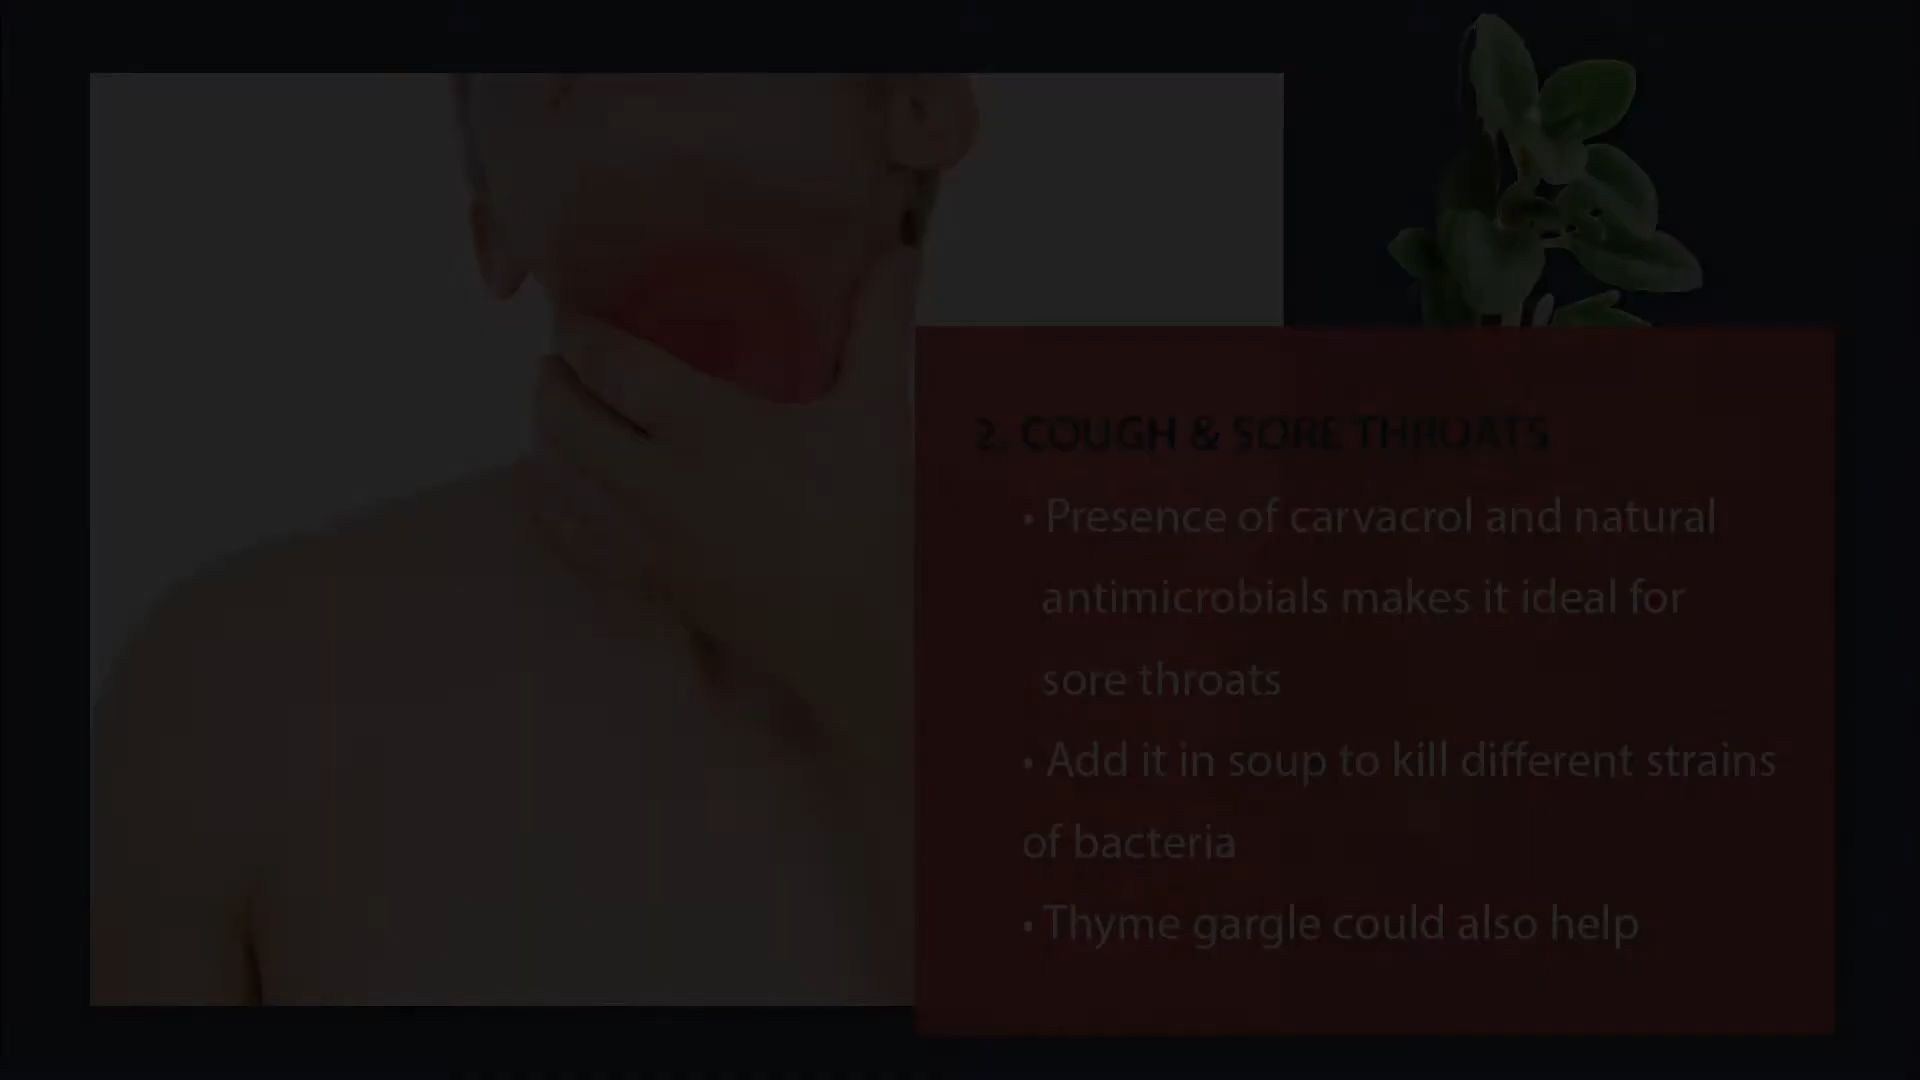 2. COUGH & SORE THROATS
• Presence of carvacrol and natural
antimicrobials makes it ideal for
sore throats
• Add it in soup to kill different strains
of bacteria
• Thyme gargle could also help